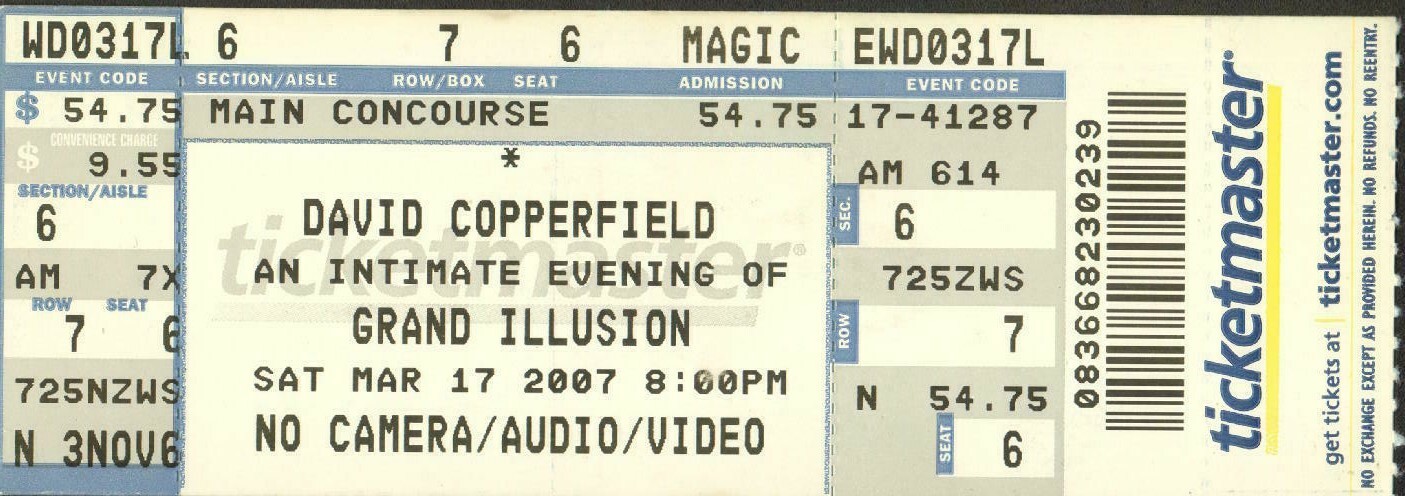 WD0317L 6 7 6 MAGIC EWD0317L
EVENT CODE SECTION/AISLE ROW/BOX SEAT ADMISSION EVENT CODE
$ 54.75 MAIN CONCOURSE 54.75 17-41287
CONVENIENCE CHARGE
$ 9.55
SECTION/AISLE
6
AM 7X
ROW SEAT
7 6
725NZWS
N 3NOV6
*
ticketmaster®
DAVID COPPERFIELD
AN INTIMATE EVENING OF
GRAND ILLUSION
SAT MAR 17 2007 8:00PM
NO CAMERA/AUDIO/VIDEO
AM 614
SEC. 6
725ZWS
ROW 7
N 54.75
SEAT 6
083668230239
ticketmaster®
get tickets at | ticketmaster.com
NO EXCHANGE EXCEPT AS PROVIDED HEREIN. NO REFUNDS. NO REENTRY.